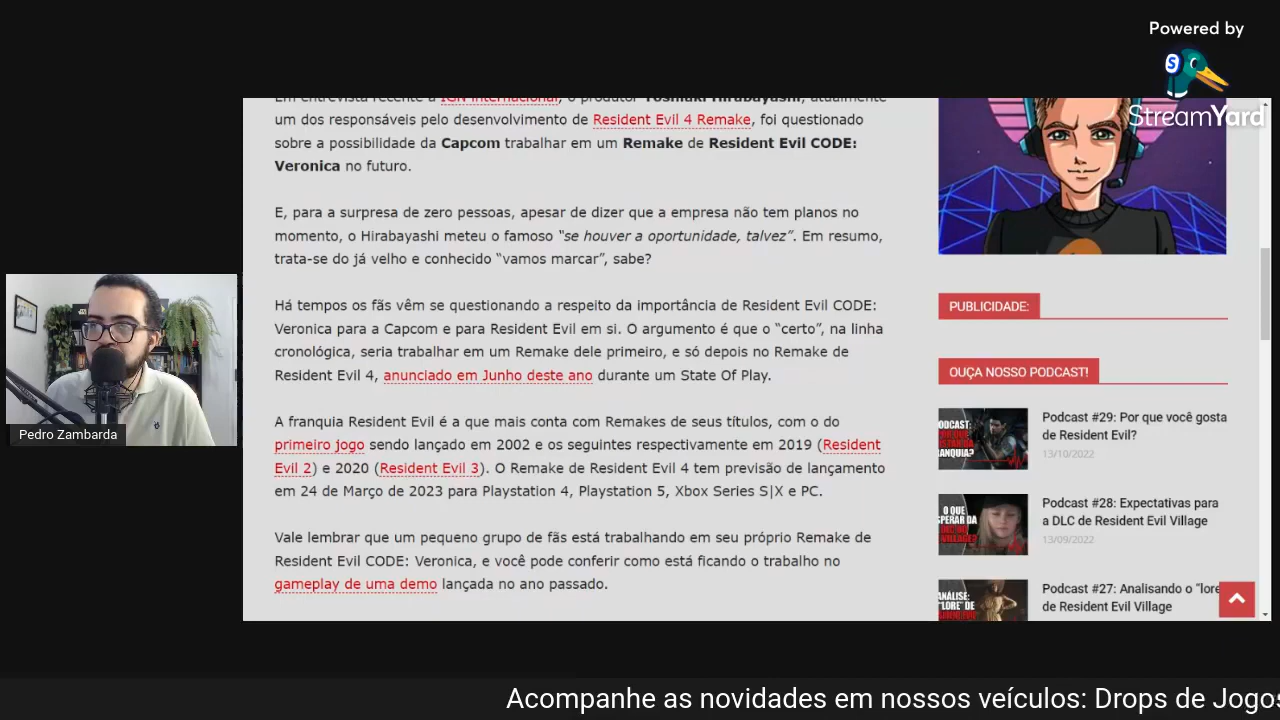 Powered by
StreamYard
Em entrevista recente à IGN Internacional, o produtor Yoshiaki Hirabayashi, atualmente
um dos responsáveis pelo desenvolvimento de Resident Evil 4 Remake, foi questionado
sobre a possibilidade da Capcom trabalhar em um Remake de Resident Evil CODE:
Veronica no futuro.
E, para a surpresa de zero pessoas, apesar de dizer que a empresa não tem planos no
momento, o Hirabayashi meteu o famoso “se houver a oportunidade, talvez”. Em resumo,
trata-se do já velho e conhecido “vamos marcar”, sabe?
Há tempos os fãs vêm se questionando a respeito da importância de Resident Evil CODE:
Veronica para a Capcom e para Resident Evil em si. O argumento é que o “certo”, na linha
cronológica, seria trabalhar em um Remake dele primeiro, e só depois no Remake de
Resident Evil 4, anunciado em Junho deste ano durante um State Of Play.
A franquia Resident Evil é a que mais conta com Remakes de seus títulos, com o do
primeiro jogo sendo lançado em 2002 e os seguintes respectivamente em 2019 (Resident
Evil 2) e 2020 (Resident Evil 3). O Remake de Resident Evil 4 tem previsão de lançamento
em 24 de Março de 2023 para Playstation 4, Playstation 5, Xbox Series S|X e PC.
Vale lembrar que um pequeno grupo de fãs está trabalhando em seu próprio Remake de
Resident Evil CODE: Veronica, e você pode conferir como está ficando o trabalho no
gameplay de uma demo lançada no ano passado.
PUBLICIDADE:
OUÇA NOSSO PODCAST!
Podcast #29: Por que você gosta
de Resident Evil?
13/10/2022
O QUE
Podcast #28: Expectativas para
a DLC de Resident Evil Village
13/09/2022
Podcast #27: Analisando o "lore"
de Resident Evil Village
Pedro Zambarda
Acompanhe as novidades em nossos veículos: Drops de Jogos